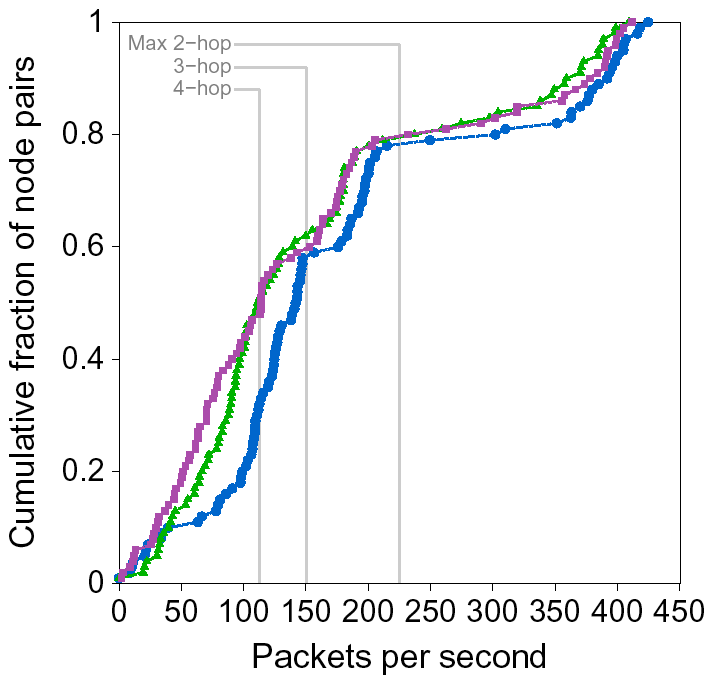 Cumulative fraction of node pairs
1
0.8
0.6
0.4
0.2
0
Max 2−hop
3−hop
4−hop
0 50 100 150 200 250 300 350 400 450
Packets per second